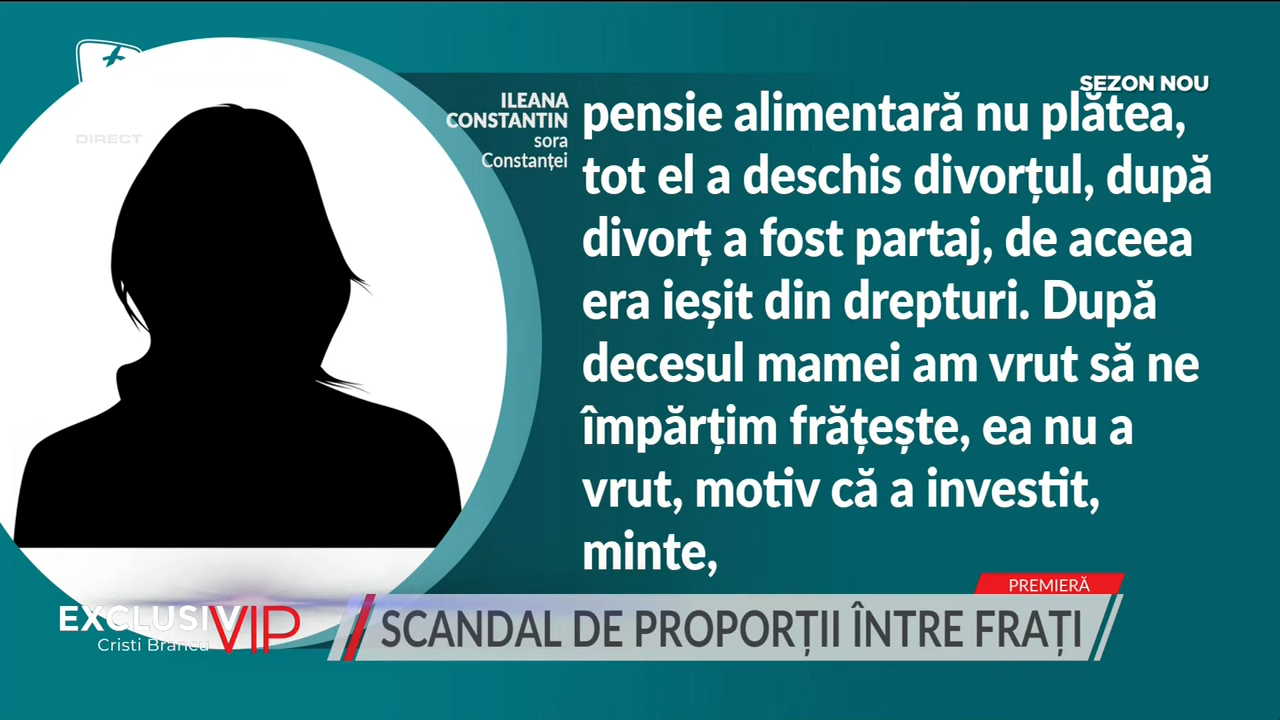 SEZON NOU
DIRECT
ILEANA
CONSTANTIN
sora
Constanței
pensie alimentară nu plătea,
tot el a deschis divorțul, după
divorț a fost partaj, de aceea
era ieșit din drepturi. După
decesul mamei am vrut să ne
împărțim frățește, ea nu a
vrut, motiv că a investit,
minte,
PREMIERĂ
EXCLUSIV VIP
Cristi Brancu
SCANDAL DE PROPORȚII ÎNTRE FRAȚI